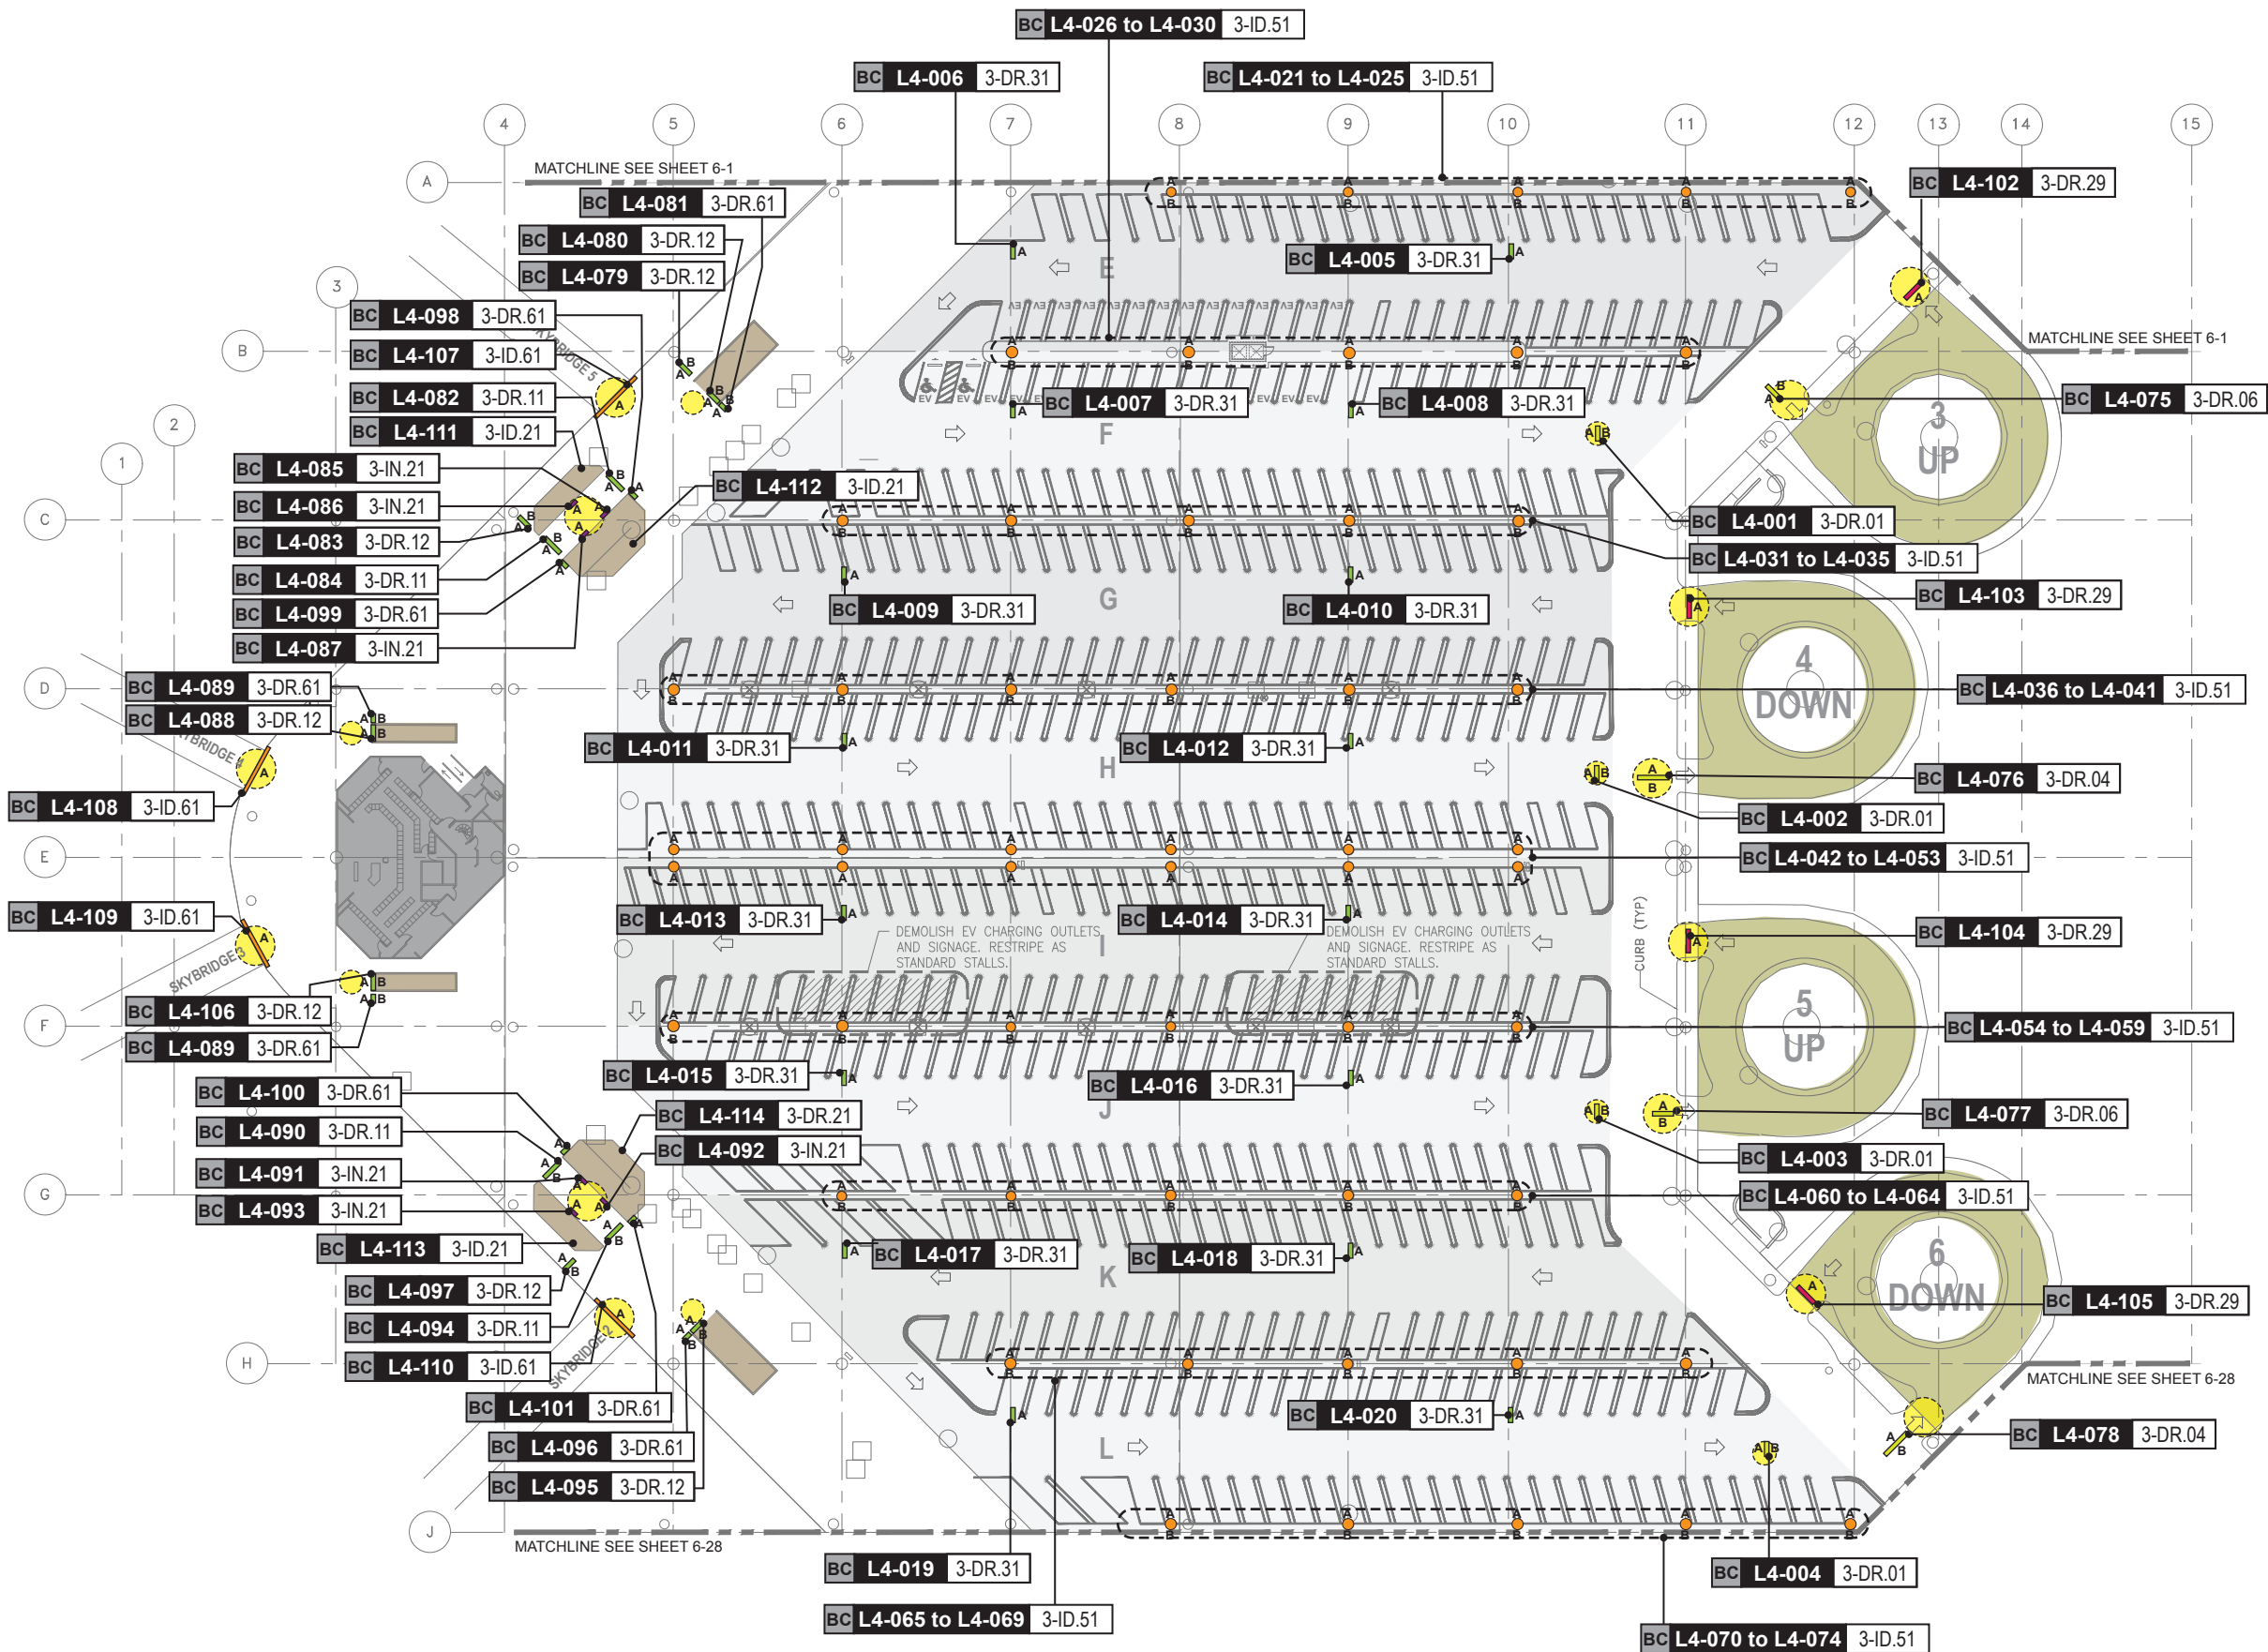 BC L4-026 to L4-030 3-ID.51
BC L4-006 3-DR.31
BC L4-021 to L4-025 3-ID.51
4 5 6 7 8 9 10 11 12 13 14 15
MATCHLINE SEE SHEET 6-1
A
BC L4-081 3-DR.61
BC L4-102 3-DR.29
BC L4-080 3-DR.12
BC L4-079 3-DR.12
BC L4-005 3-DR.31
E
3
BC L4-098 3-DR.61
BC L4-107 3-ID.61
SKYBRIDGE 5
B
MATCHLINE SEE SHEET 6-1
BC L4-082 3-DR.11
BC L4-007 3-DR.31
BC L4-008 3-DR.31
BC L4-075 3-DR.06
BC L4-111 3-ID.21
F
3
UP
2
1
BC L4-085 3-IN.21
BC L4-112 3-ID.21
BC L4-086 3-IN.21
C
BC L4-001 3-DR.01
BC L4-083 3-DR.12
BC L4-031 to L4-035 3-ID.51
BC L4-084 3-DR.11
BC L4-103 3-DR.29
BC L4-099 3-DR.61
BC L4-009 3-DR.31
G
BC L4-010 3-DR.31
BC L4-087 3-IN.21
D
BC L4-089 3-DR.61
4
DOWN
BC L4-036 to L4-041 3-ID.51
BC L4-088 3-DR.12
BC L4-011 3-DR.31
BC L4-012 3-DR.31
H
BC L4-076 3-DR.04
BC L4-108 3-ID.61
BC L4-002 3-DR.01
E
BC L4-042 to L4-053 3-ID.51
BC L4-109 3-ID.61
BC L4-013 3-DR.31
BC L4-014 3-DR.31
BC L4-104 3-DR.29
DEMOLISH EV CHARGING OUTLETS
AND SIGNAGE. RESTRIPE AS
STANDARD STALLS.
DEMOLISH EV CHARGING OUTLETS
AND SIGNAGE. RESTRIPE AS
STANDARD STALLS.
I
CURB (TYP)
SKYBRIDGE 3
BC L4-106 3-DR.12
F
5
UP
BC L4-054 to L4-059 3-ID.51
BC L4-089 3-DR.61
BC L4-015 3-DR.31
BC L4-016 3-DR.31
BC L4-100 3-DR.61
BC L4-114 3-DR.21
J
BC L4-077 3-DR.06
BC L4-090 3-DR.11
BC L4-092 3-IN.21
BC L4-003 3-DR.01
BC L4-091 3-IN.21
G
BC L4-060 to L4-064 3-ID.51
BC L4-093 3-IN.21
BC L4-113 3-ID.21
BC L4-017 3-DR.31
BC L4-018 3-DR.31
K
6
DOWN
BC L4-097 3-DR.12
BC L4-105 3-DR.29
BC L4-094 3-DR.11
SKYBRIDGE 2
H
BC L4-110 3-ID.61
MATCHLINE SEE SHEET 6-28
BC L4-101 3-DR.61
BC L4-020 3-DR.31
BC L4-078 3-DR.04
BC L4-096 3-DR.61
L
BC L4-095 3-DR.12
J
MATCHLINE SEE SHEET 6-28
BC L4-019 3-DR.31
BC L4-004 3-DR.01
BC L4-065 to L4-069 3-ID.51
BC L4-070 to L4-074 3-ID.51